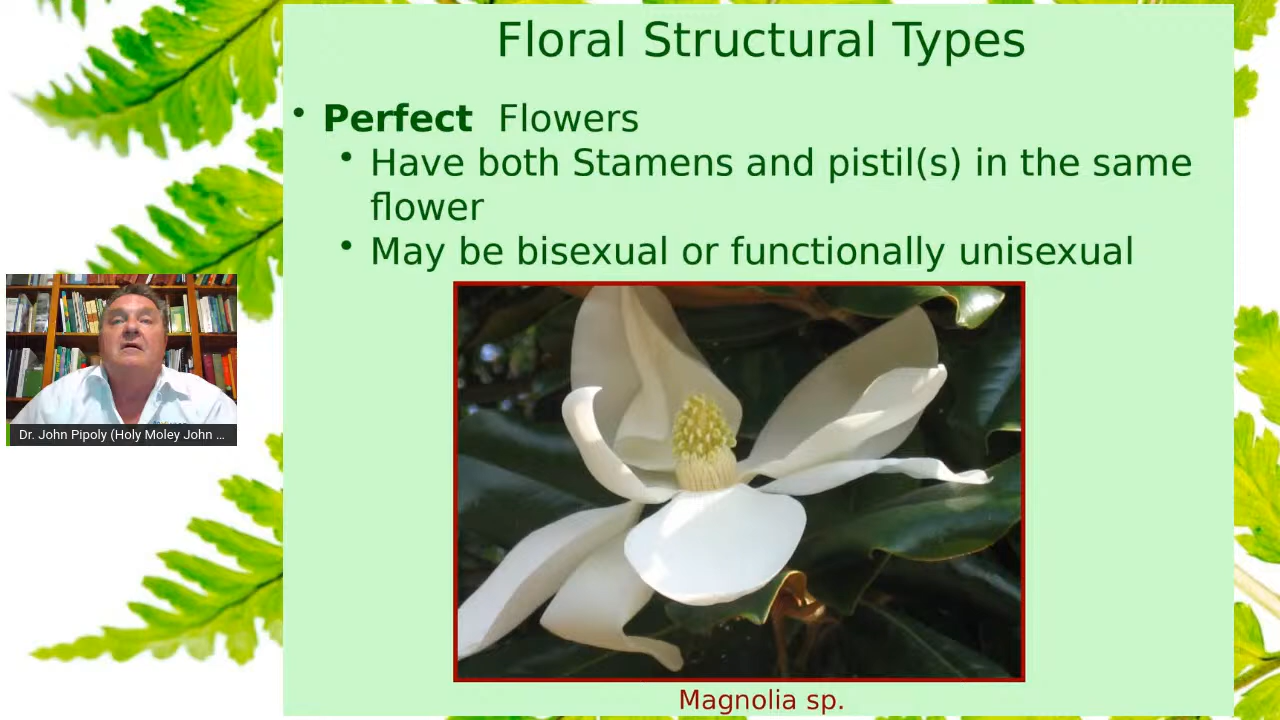 Floral Structural Types
• Perfect Flowers
• Have both Stamens and pistil(s) in the same
flower
• May be bisexual or functionally unisexual
Dr. John Pipoly (Holy Moley John ...
Magnolia sp.